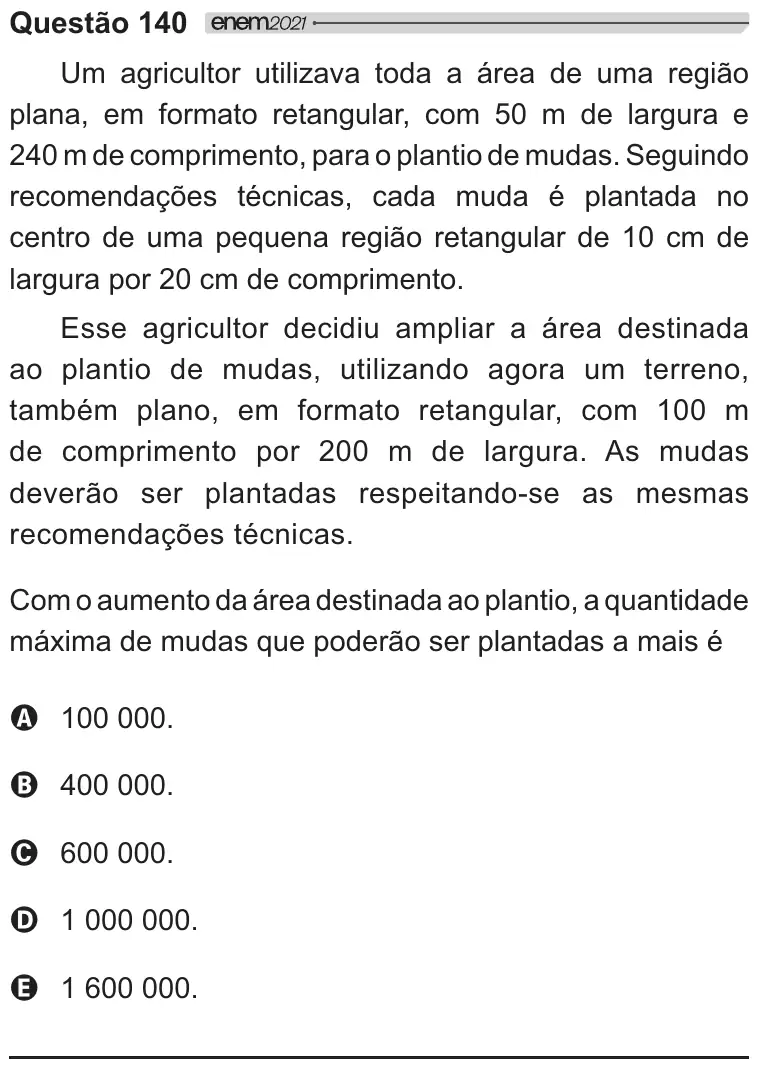 Questão 140 enem2021
Um agricultor utilizava toda a área de uma região
plana, em formato retangular, com 50 m de largura e
240 m de comprimento, para o plantio de mudas. Seguindo
recomendações técnicas, cada muda é plantada no
centro de uma pequena região retangular de 10 cm de
largura por 20 cm de comprimento.
Esse agricultor decidiu ampliar a área destinada
ao plantio de mudas, utilizando agora um terreno,
também plano, em formato retangular, com 100 m
de comprimento por 200 m de largura. As mudas
deverão ser plantadas respeitando-se as mesmas
recomendações técnicas.
Com o aumento da área destinada ao plantio, a quantidade
máxima de mudas que poderão ser plantadas a mais é
A 100 000.
B 400 000.
C 600 000.
D 1 000 000.
E 1 600 000.